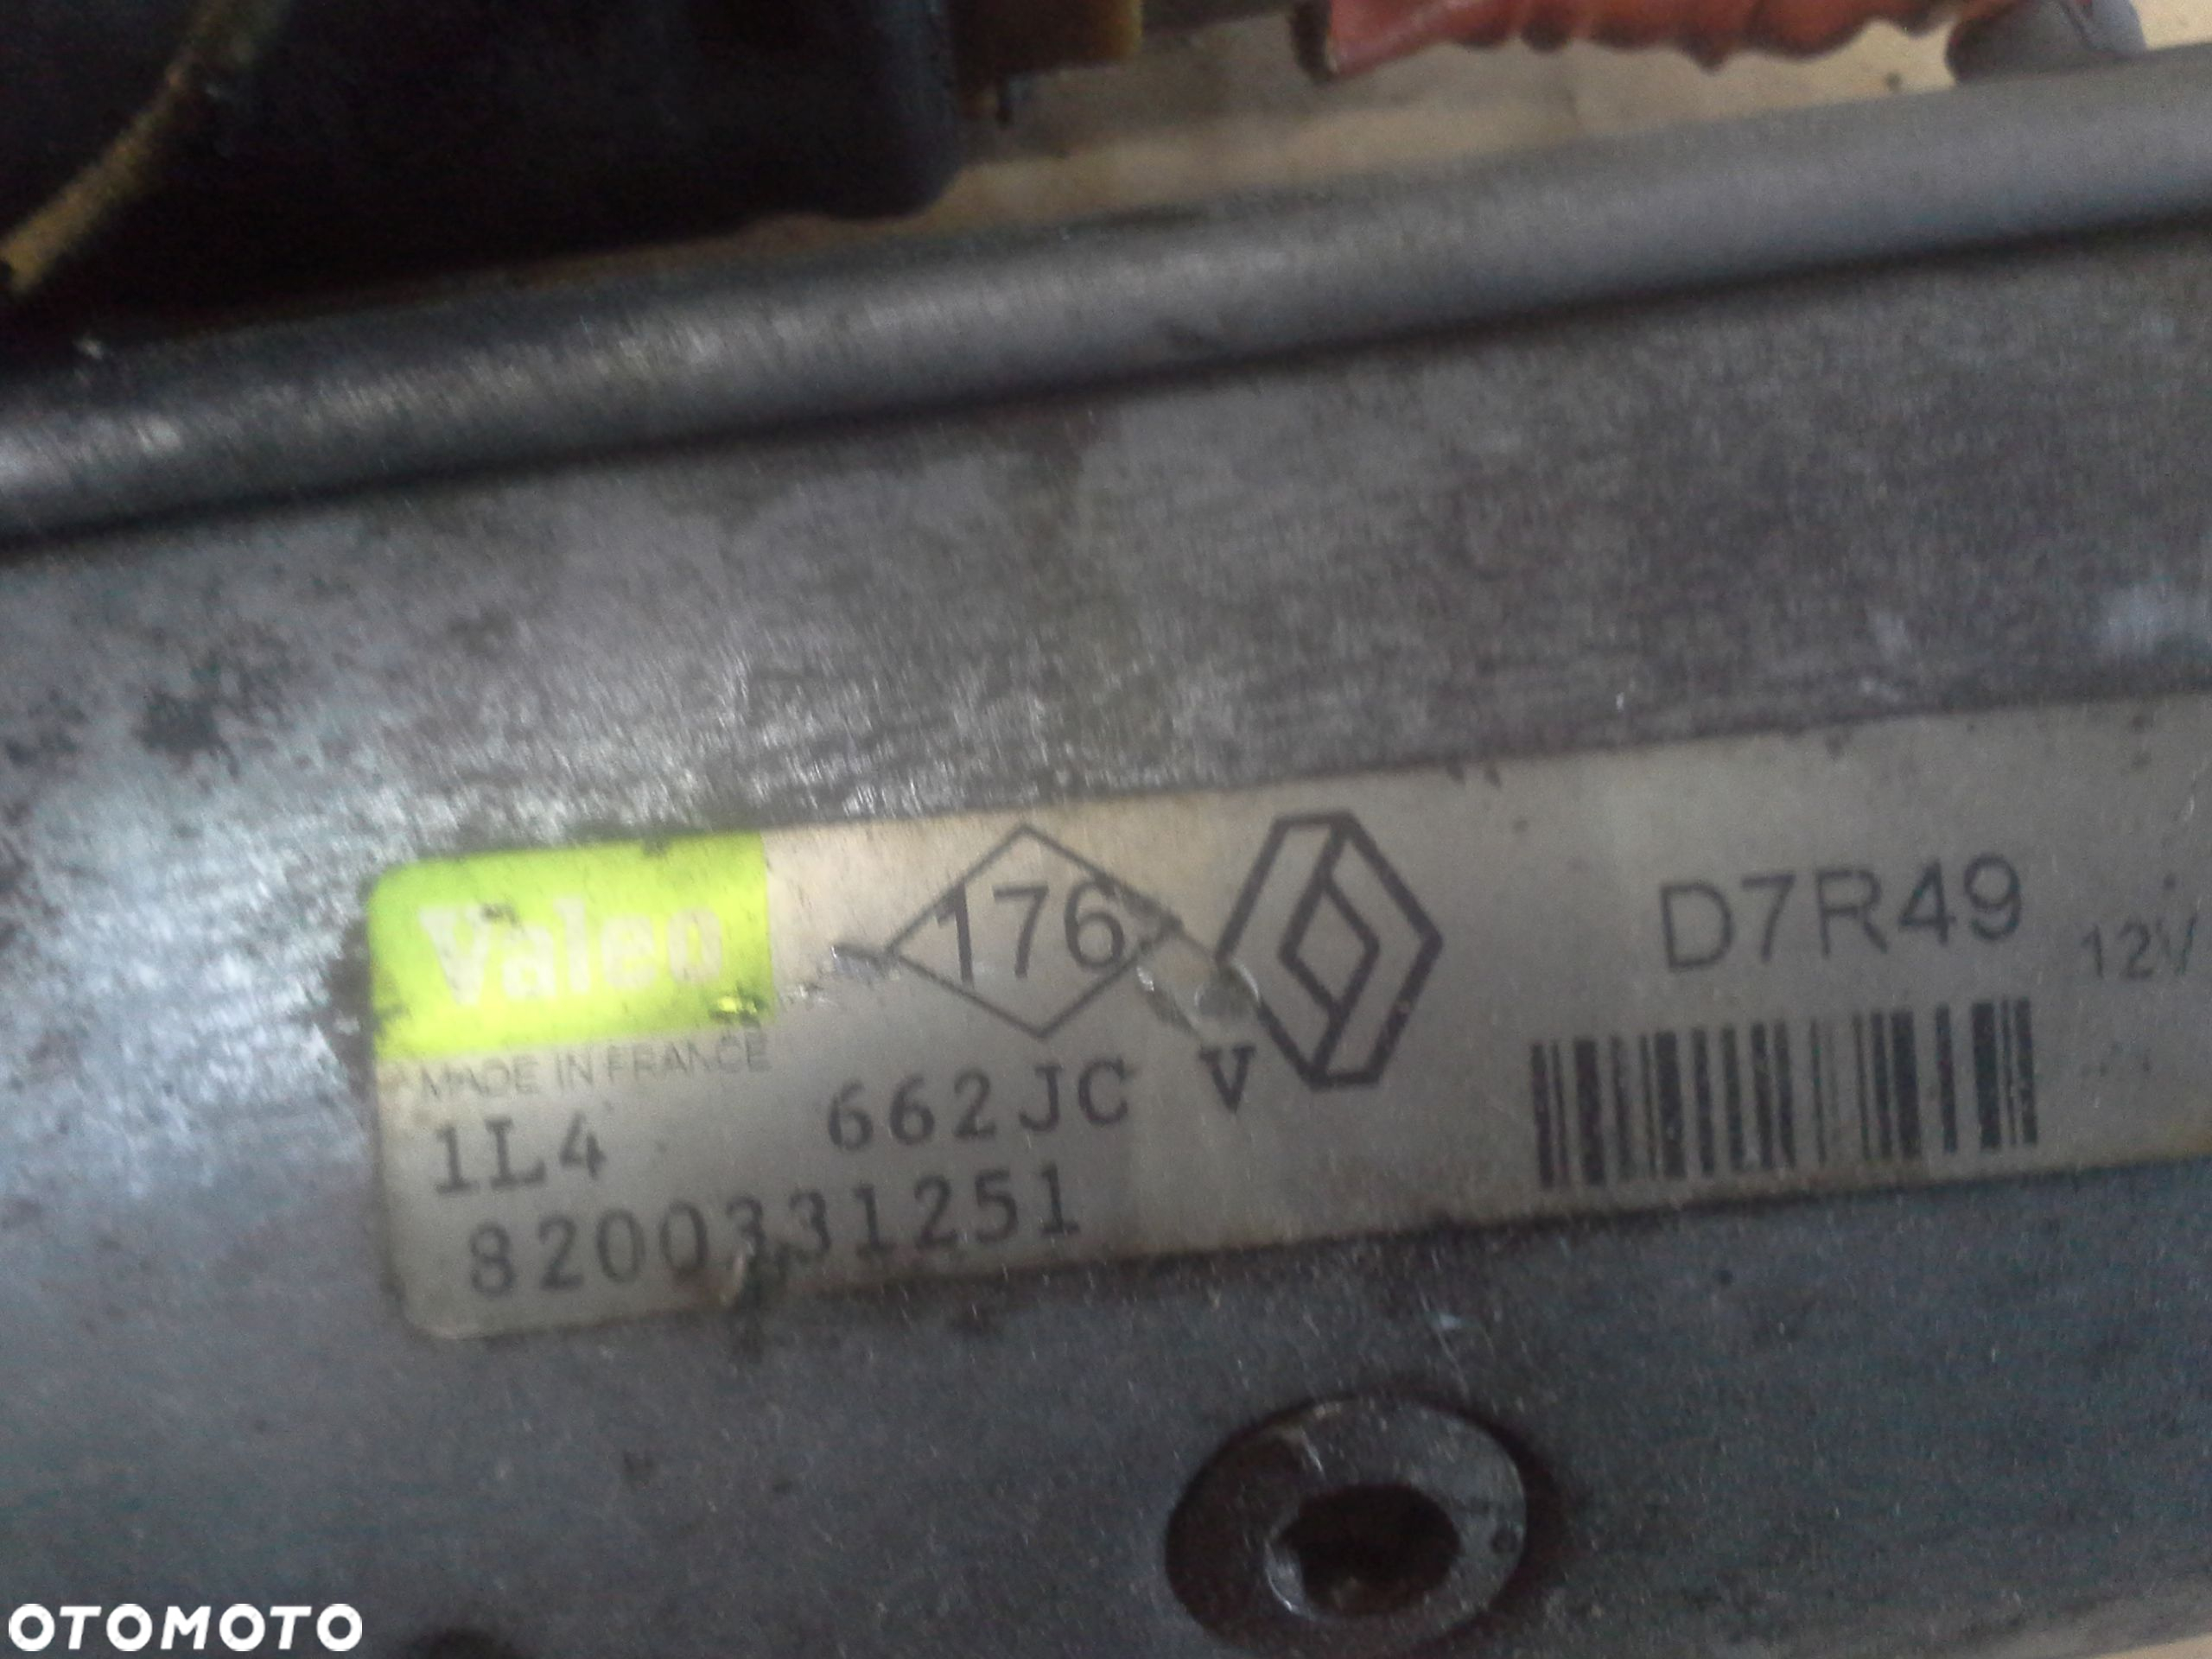 Valeo 176 D7R49 12V
MADE IN FRANCE
1L4 662JC V
8200331251
OTOMOTO